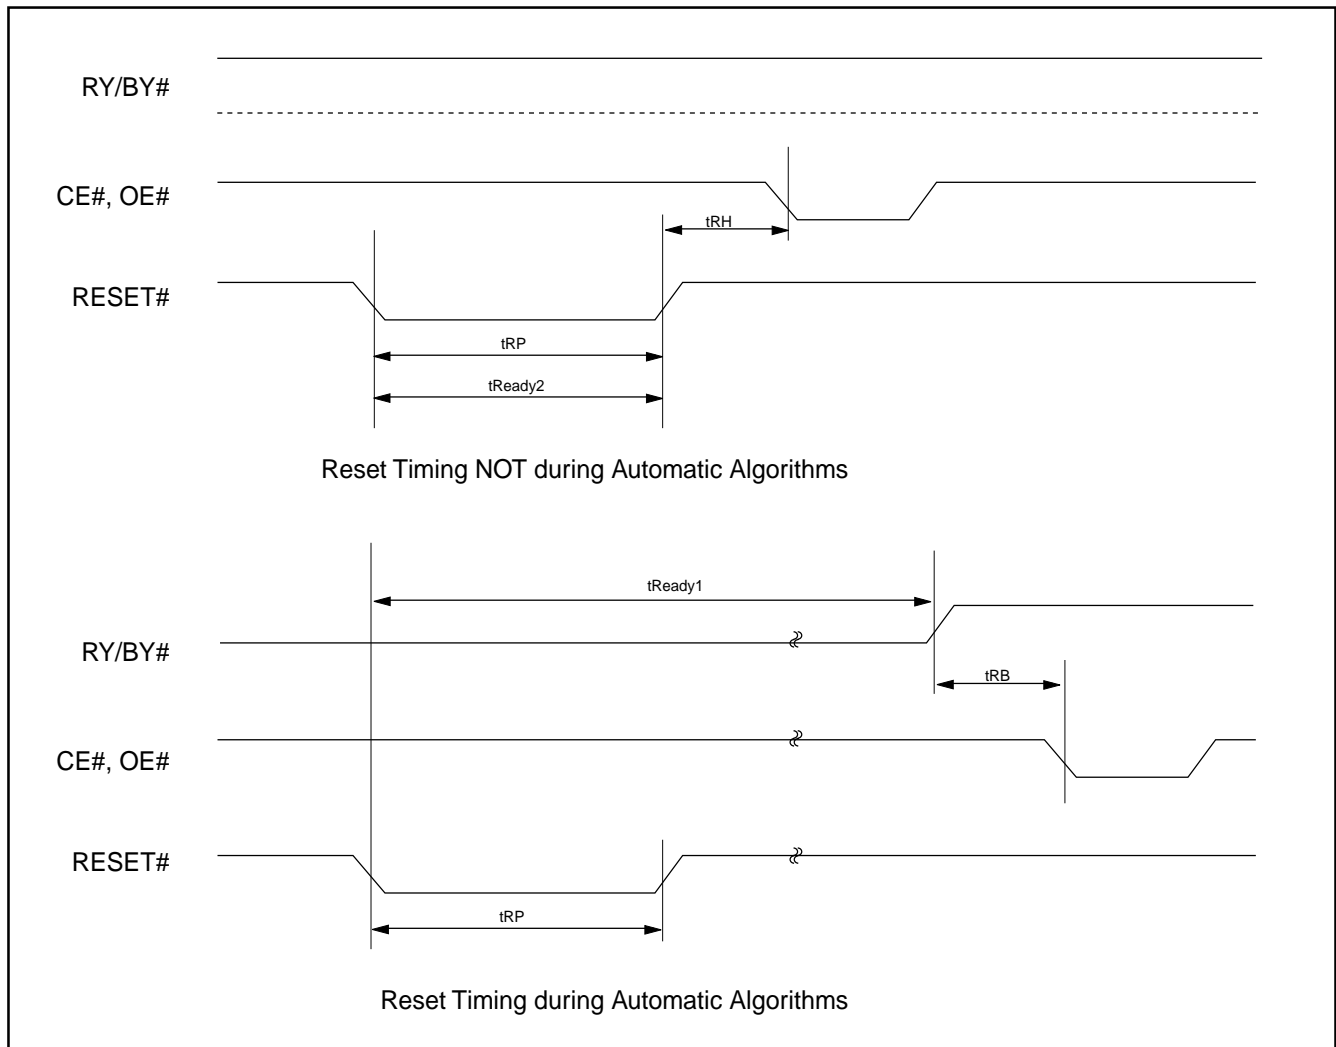 RY/BY#
CE#, OE#
tRH
RESET#
tRP
tReady2
Reset Timing NOT during Automatic Algorithms
tReady1
RY/BY#
tRB
CE#, OE#
RESET#
tRP
Reset Timing during Automatic Algorithms